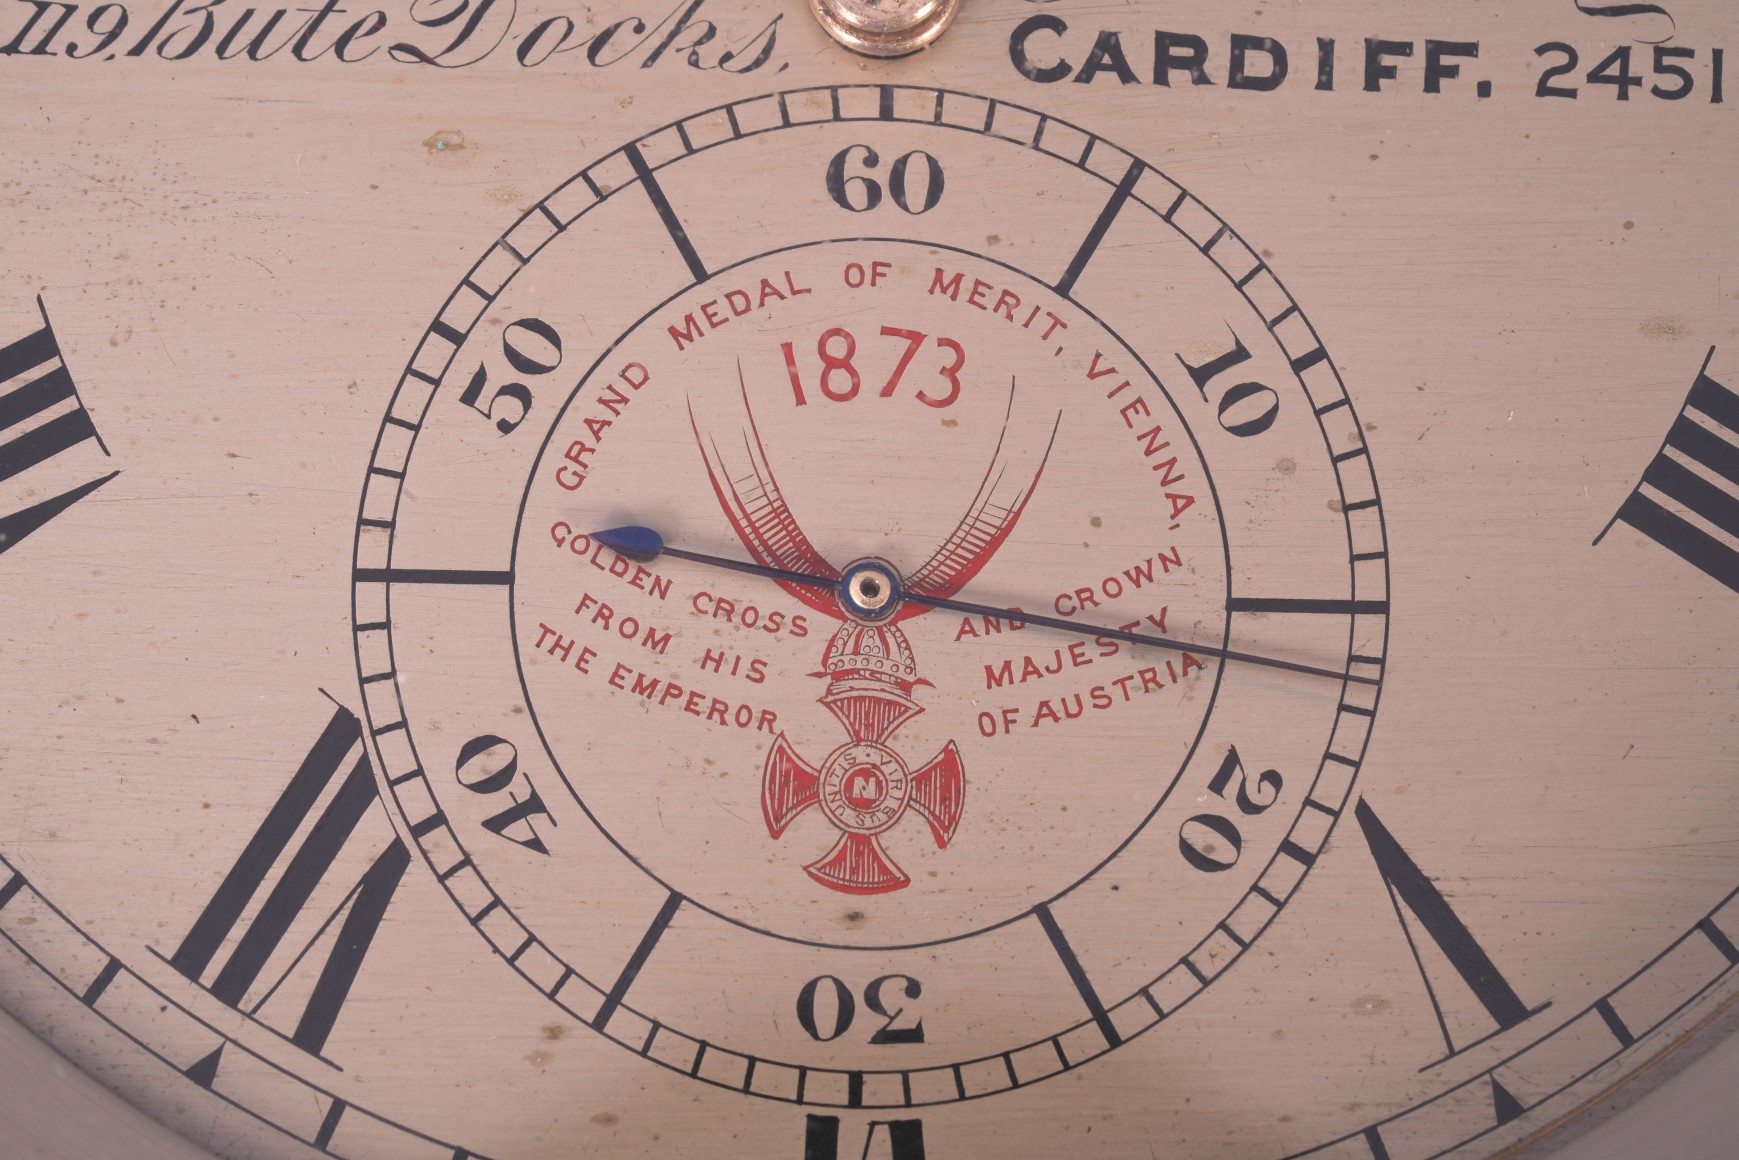 119, Bute Docks,
CARDIFF. 2451
60
10
20
30
40
50
GRAND MEDAL OF MERIT, VIENNA,
1873
GOLDEN CROSS AND CROWN
FROM HIS MAJESTY
THE EMPEROR OF AUSTRIA
VIRIBUS UNITIS